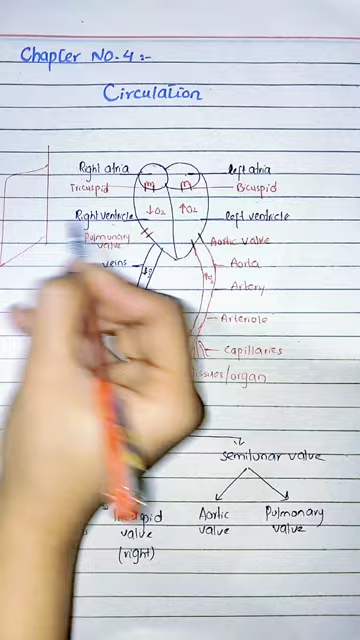 Chapter NO. 4 :-
Circulation
Right atria left atria
Tricuspid Bicuspid
↓O₂ ↑O₂
Right ventricle left ventricle
Pulmonary valve Aortic valve
veins Aorta
Artery
Arteriole
Capillaries
issues/organ
semilunar valve
valve (right)
Aortic valve
Pulmonary valve